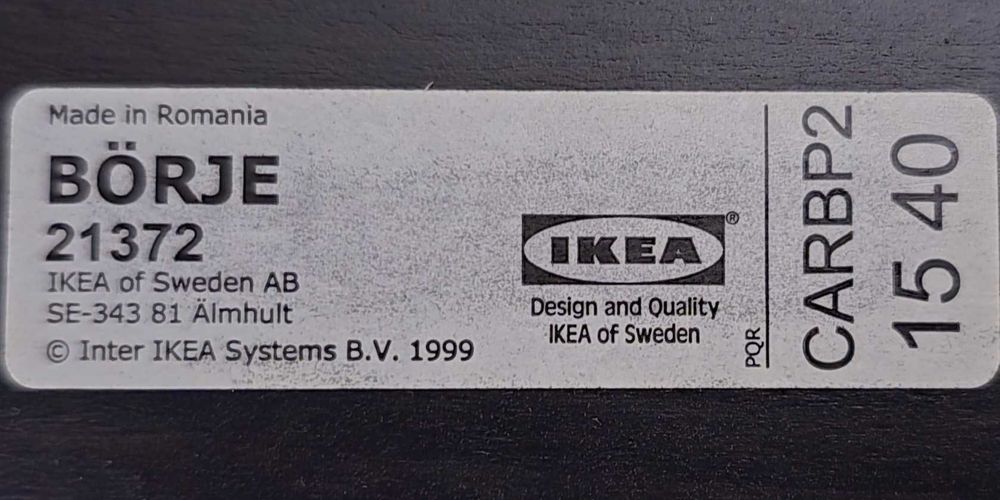 Made in Romania
BÖRJE
21372
IKEA of Sweden AB
SE-343 81 Älmhult
© Inter IKEA Systems B.V. 1999
IKEA®
Design and Quality
IKEA of Sweden
PQR
CARBP2
15 40